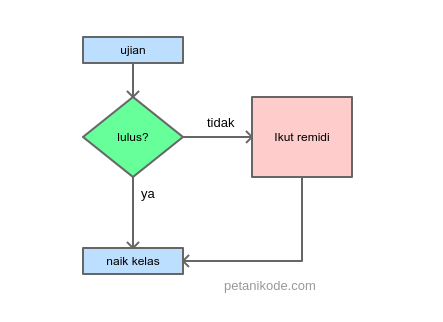 ujian
lulus?
tidak
Ikut remidi
ya
naik kelas
petanikode.com